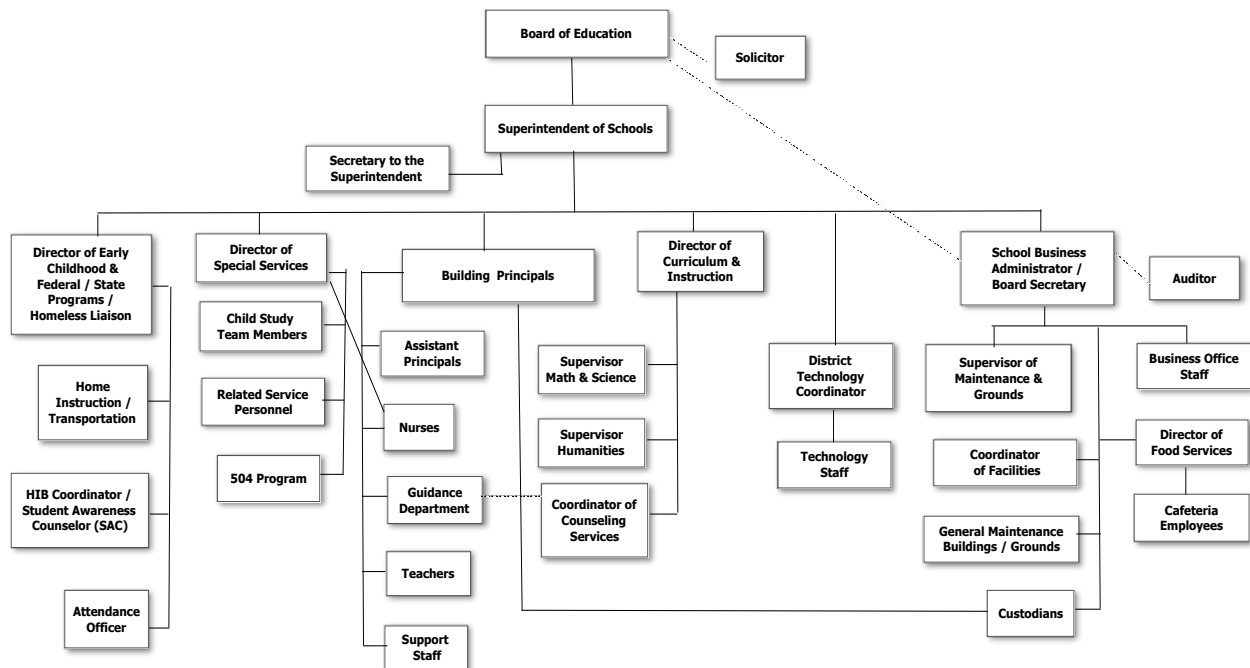 Board of Education
Solicitor
Superintendent of Schools
Secretary to the
Superintendent
Director of Early
Childhood &
Federal / State
Programs /
Homeless Liaison
Home
Instruction /
Transportation
HIB Coordinator /
Student Awareness
Counselor (SAC)
Attendance
Officer
Director of
Special Services
Child Study
Team Members
Related Service
Personnel
504 Program
Building Principals
Assistant
Principals
Nurses
Guidance
Department
Teachers
Support
Staff
Director of
Curriculum &
Instruction
Supervisor
Math & Science
Supervisor
Humanities
Coordinator of
Counseling
Services
District
Technology
Coordinator
Technology
Staff
School Business
Administrator /
Board Secretary
Auditor
Supervisor of
Maintenance &
Grounds
Coordinator
of Facilities
General Maintenance
Buildings / Grounds
Custodians
Business Office
Staff
Director of
Food Services
Cafeteria
Employees